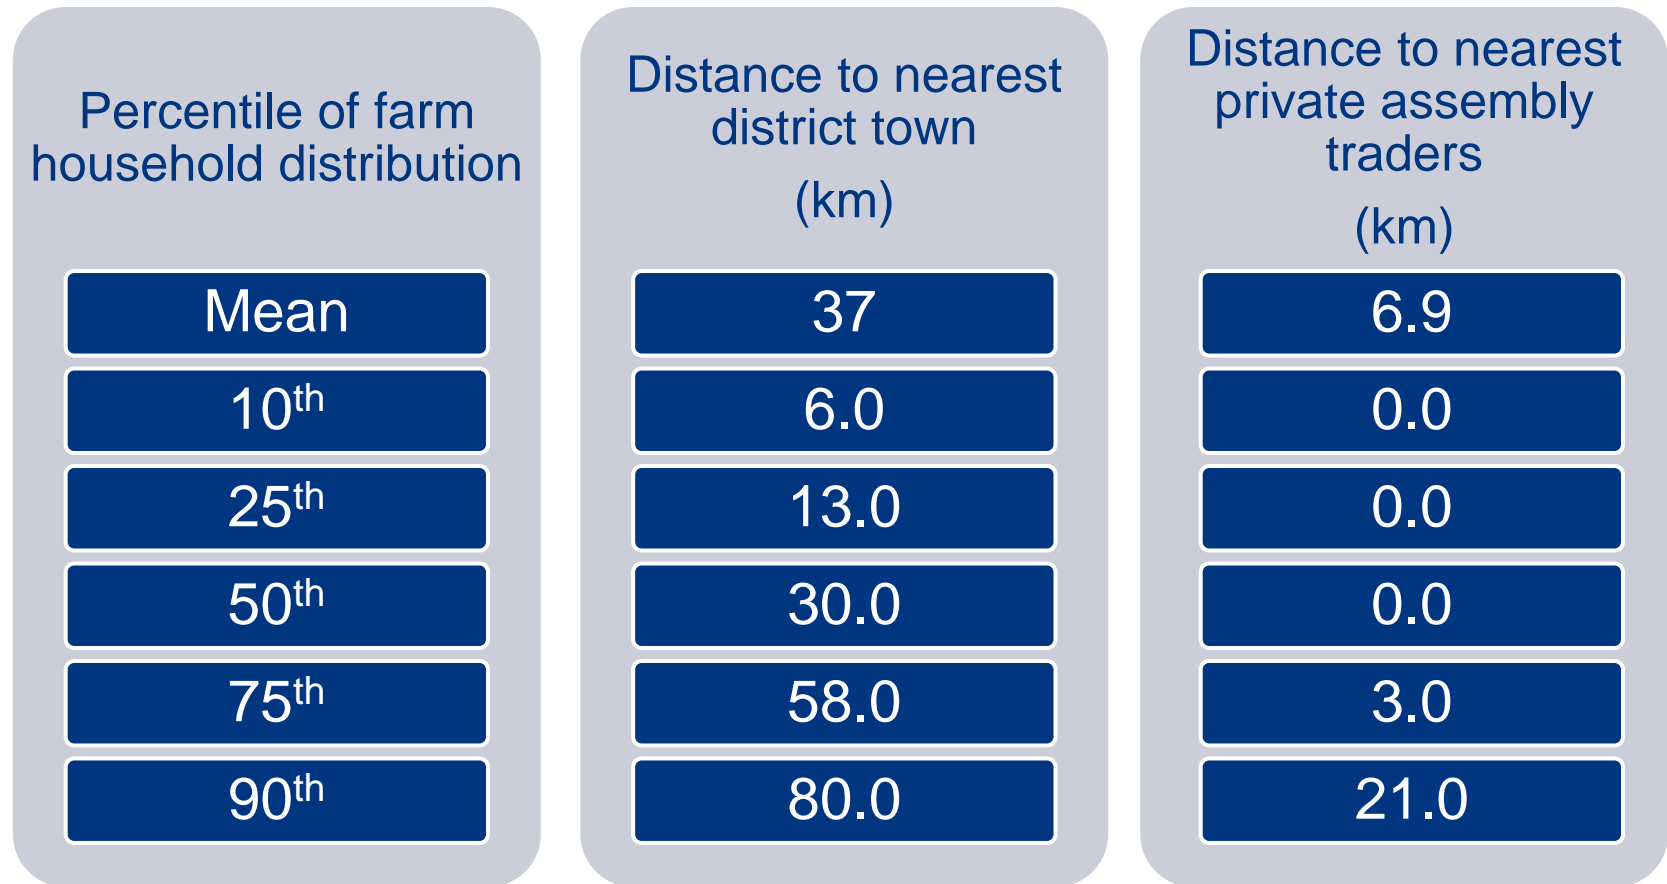 Percentile of farm
household distribution
Mean
10th
25th
50th
75th
90th
Distance to nearest
district town
(km)
37
6.0
13.0
30.0
58.0
80.0
Distance to nearest
private assembly
traders
(km)
6.9
0.0
0.0
0.0
3.0
21.0